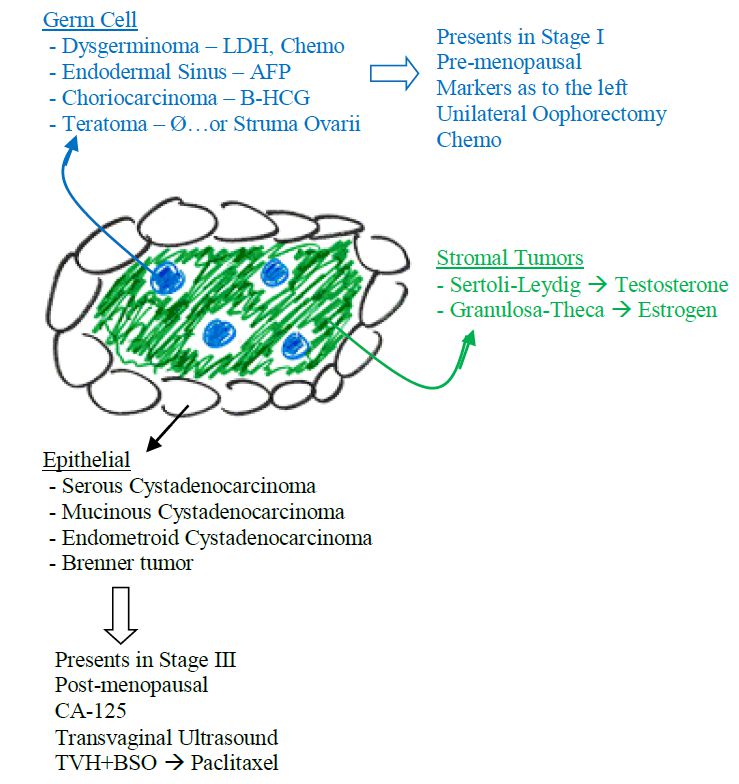 Germ Cell
- Dysgerminoma – LDH, Chemo
- Endodermal Sinus – AFP
- Choriocarcinoma – B-HCG
- Teratoma – Ø…or Struma Ovarii
Presents in Stage I
Pre-menopausal
Markers as to the left
Unilateral Oophorectomy
Chemo
Stromal Tumors
- Sertoli-Leydig → Testosterone
- Granulosa-Theca → Estrogen
Epithelial
- Serous Cystadenocarcinoma
- Mucinous Cystadenocarcinoma
- Endometroid Cystadenocarcinoma
- Brenner tumor
Presents in Stage III
Post-menopausal
CA-125
Transvaginal Ultrasound
TVH+BSO → Paclitaxel